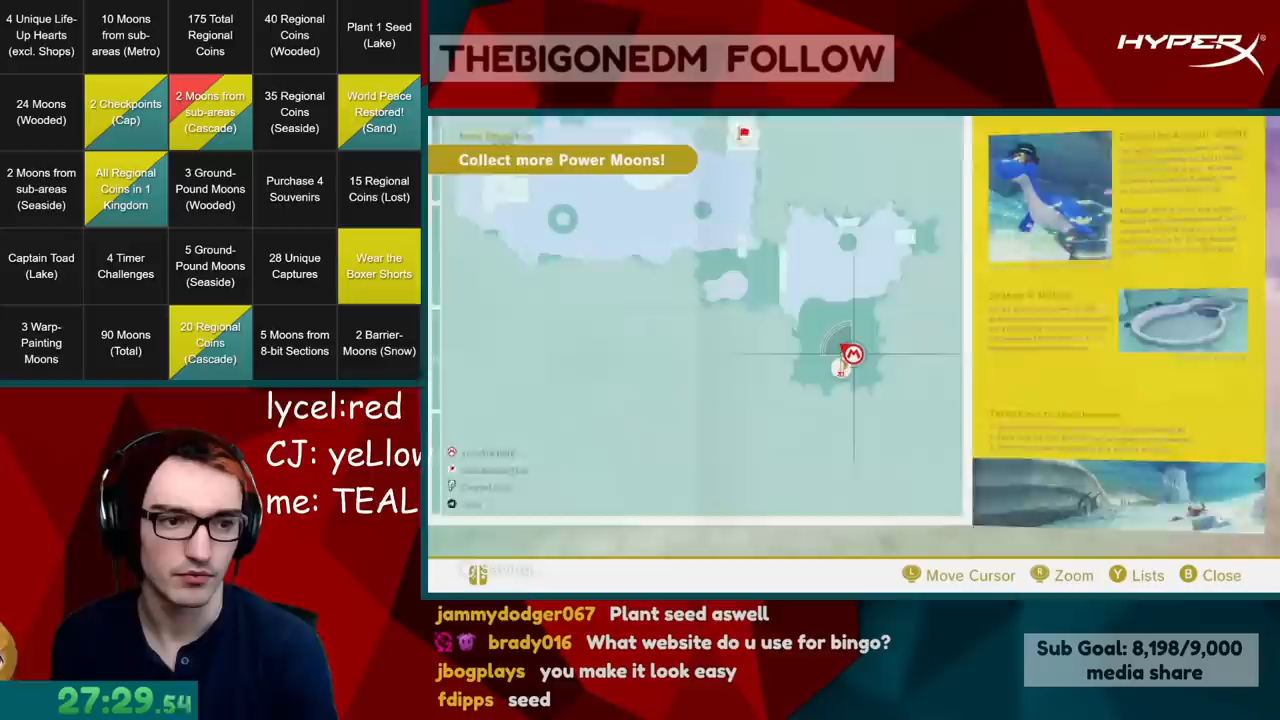 4 Unique Life-
Up Hearts
(excl. Shops)
10 Moons
from sub-
areas (Metro)
175 Total
Regional
Coins
40 Regional
Coins
(Wooded)
Plant 1 Seed
(Lake)
24 Moons
(Wooded)
2 Checkpoints
(Cap)
2 Moons from
sub-areas
(Cascade)
35 Regional
Coins
(Seaside)
World Peace
Restored!
(Sand)
2 Moons from
sub-areas
(Seaside)
All Regional
Coins in 1
Kingdom
3 Ground-
Pound Moons
(Wooded)
Purchase 4
Souvenirs
15 Regional
Coins (Lost)
Captain Toad
(Lake)
4 Timer
Challenges
5 Ground-
Pound Moons
(Seaside)
28 Unique
Captures
Wear the
Boxer Shorts
3 Warp-
Painting
Moons
90 Moons
(Total)
20 Regional
Coins
(Cascade)
5 Moons from
8-bit Sections
2 Barrier-
Moons (Snow)
THEBIGONEDM FOLLOW
HYPERX
Collect more Power Moons!
Saving...
L Move Cursor R Zoom Y Lists B Close
lycel:red
CJ: yeLlow
me: TEAL
27:29.54
jammydodger067 Plant seed aswell
brady016 What website do u use for bingo?
jbogplays you make it look easy
fdipps seed
Sub Goal: 8,198/9,000
media share